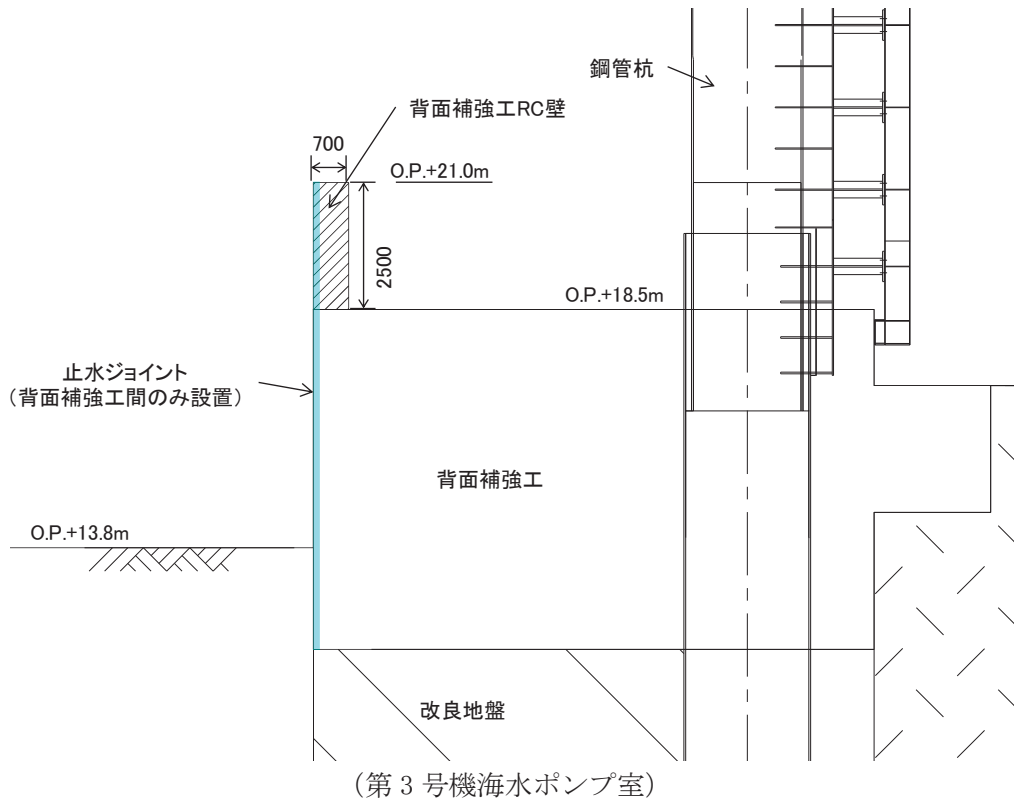 鋼管杭
背面補強工RC壁
700
O.P.+21.0m
2500
O.P.+18.5m
止水ジョイント
（背面補強工間のみ設置）
背面補強工
O.P.+13.8m
改良地盤
（第 3 号機海水ポンプ室）